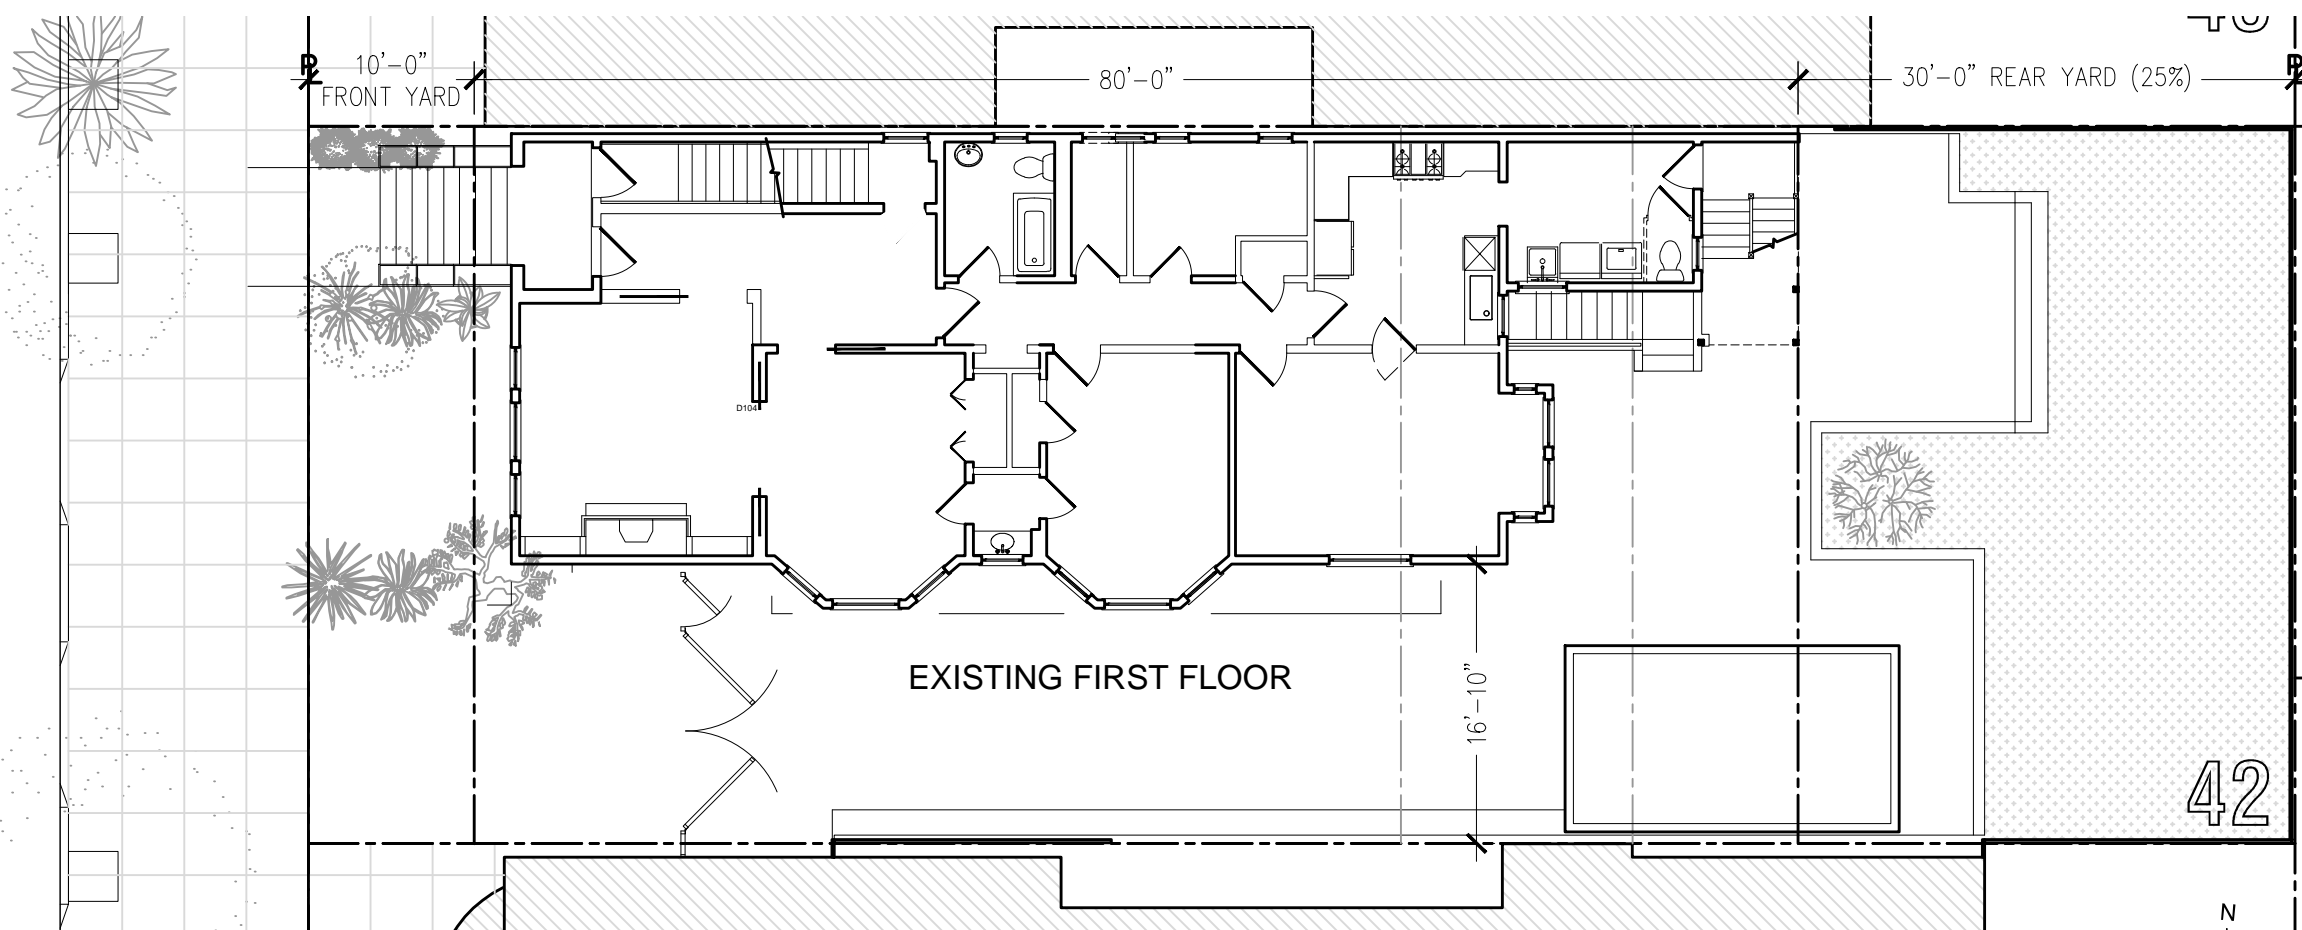 10'-0"
FRONT YARD
80'-0"
30'-0" REAR YARD (25%)
D104
EXISTING FIRST FLOOR
16'-10"
42
N